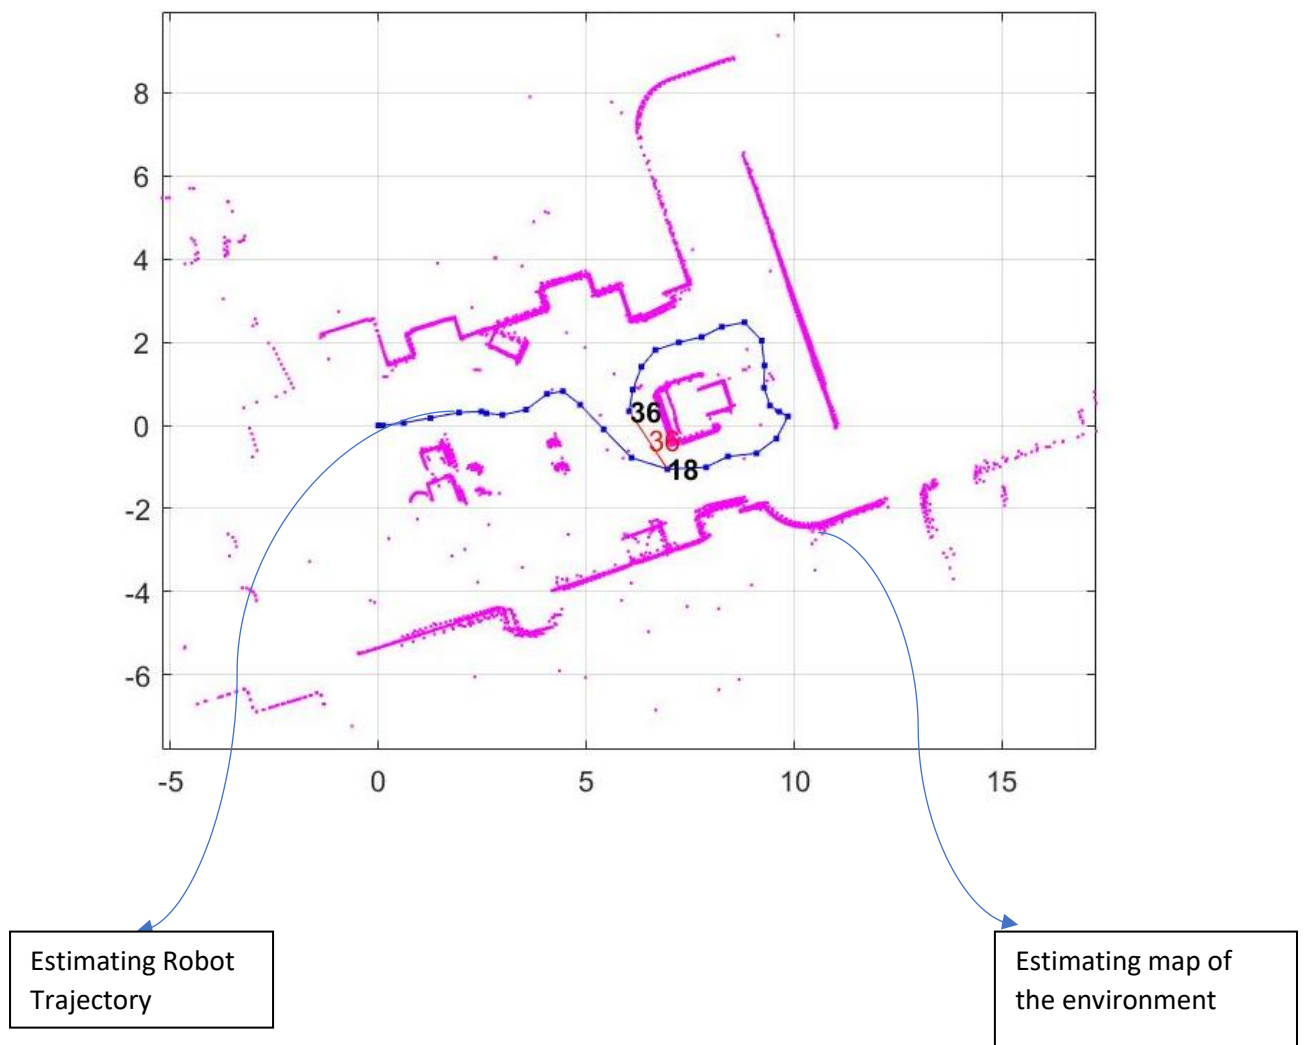 8
6
4
2
0
-2
-4
-6
36
36
18
-5 0 5 10 15
Estimating Robot
Trajectory
Estimating map of
the environment